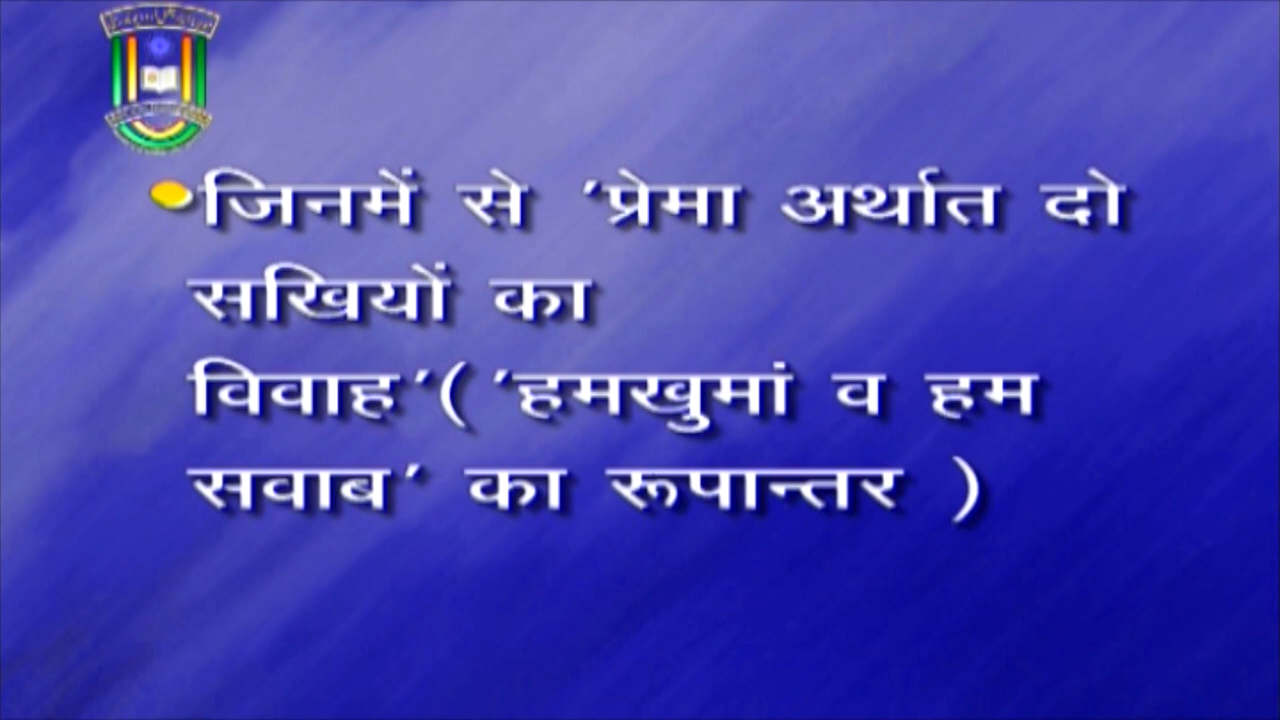 जिनमें से ′प्रेमा अर्थात दो
सखियों का
विवाह′( ′हमखुमां व हम
सवाब′ का रूपान्तर )